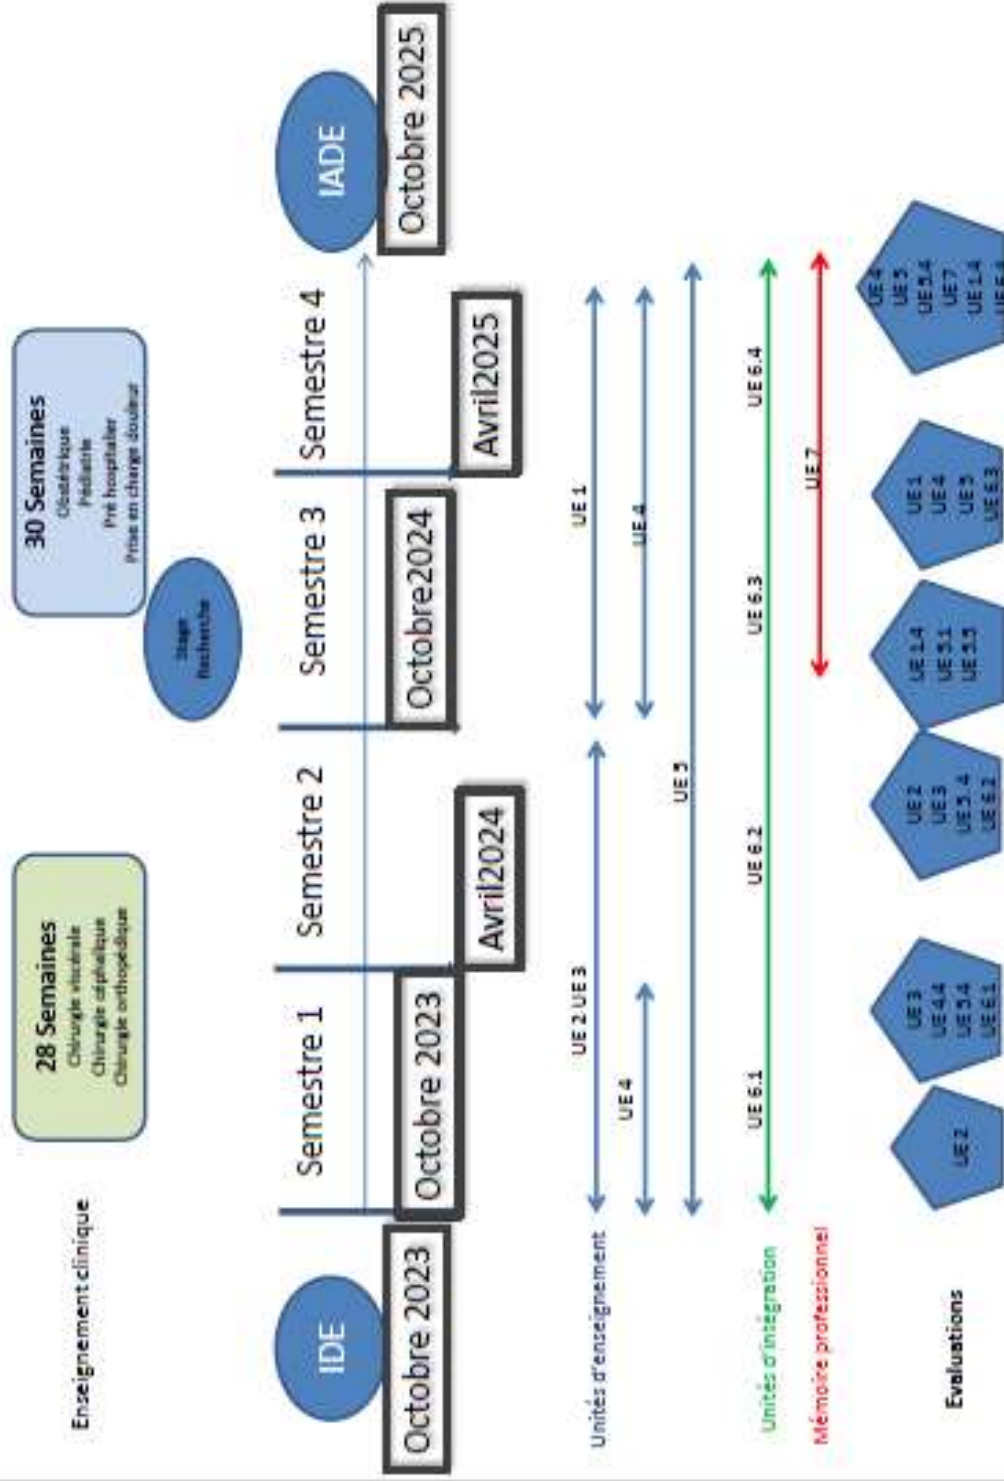 Enseignement clinique
28 Semaines
Chirurgie viscérale
Chirurgie céphalique
Chirurgie orthopédique
30 Semaines
Obstétrique
Pédiatrie
Pré hospitalier
Prise en charge douleur
Stage
Recherche
IDE
Semestre 1
Semestre 2
Semestre 3
Semestre 4
IADE
Octobre 2023
Octobre 2023
Avril2024
Octobre2024
Avril2025
Octobre 2025
Unités d'enseignement
UE 2 UE 3
UE 1
UE 4
UE 4
UE 5
Unités d'intégration
UE 6.1
UE 6.2
UE 6.3
UE 6.4
Mémoire professionnel
UE 7
Evaluations
UE 2
UE 3
UE 4.4
UE 5.4
UE 6.1
UE 2
UE 3
UE 5.4
UE 6.2
UE 1.4
UE 5.1
UE 5.5
UE 1
UE 4
UE 5
UE 6.3
UE 4
UE 5
UE 5.4
UE 7
UE 1.4